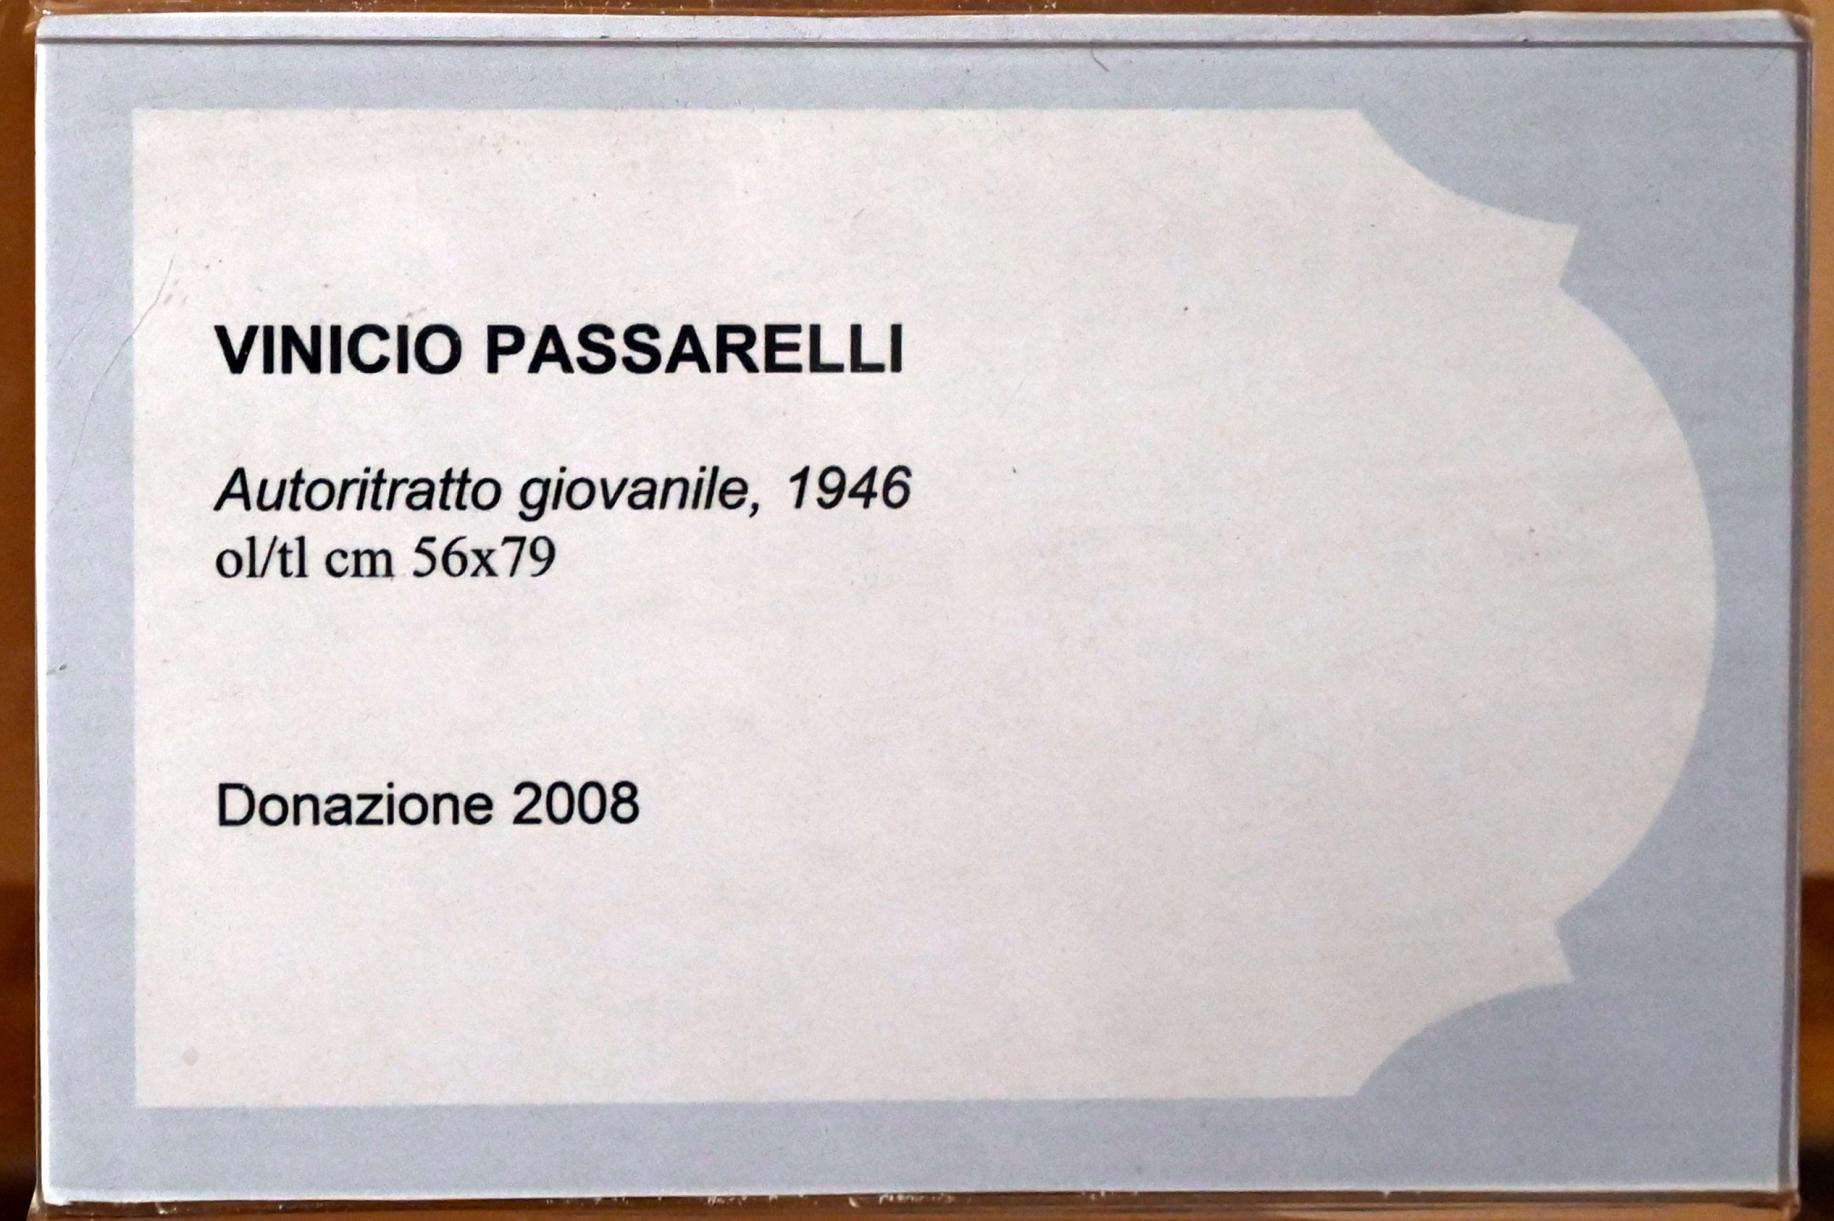 VINICIO PASSARELLI
Autoritratto giovanile, 1946
ol/tl cm 56x79
Donazione 2008